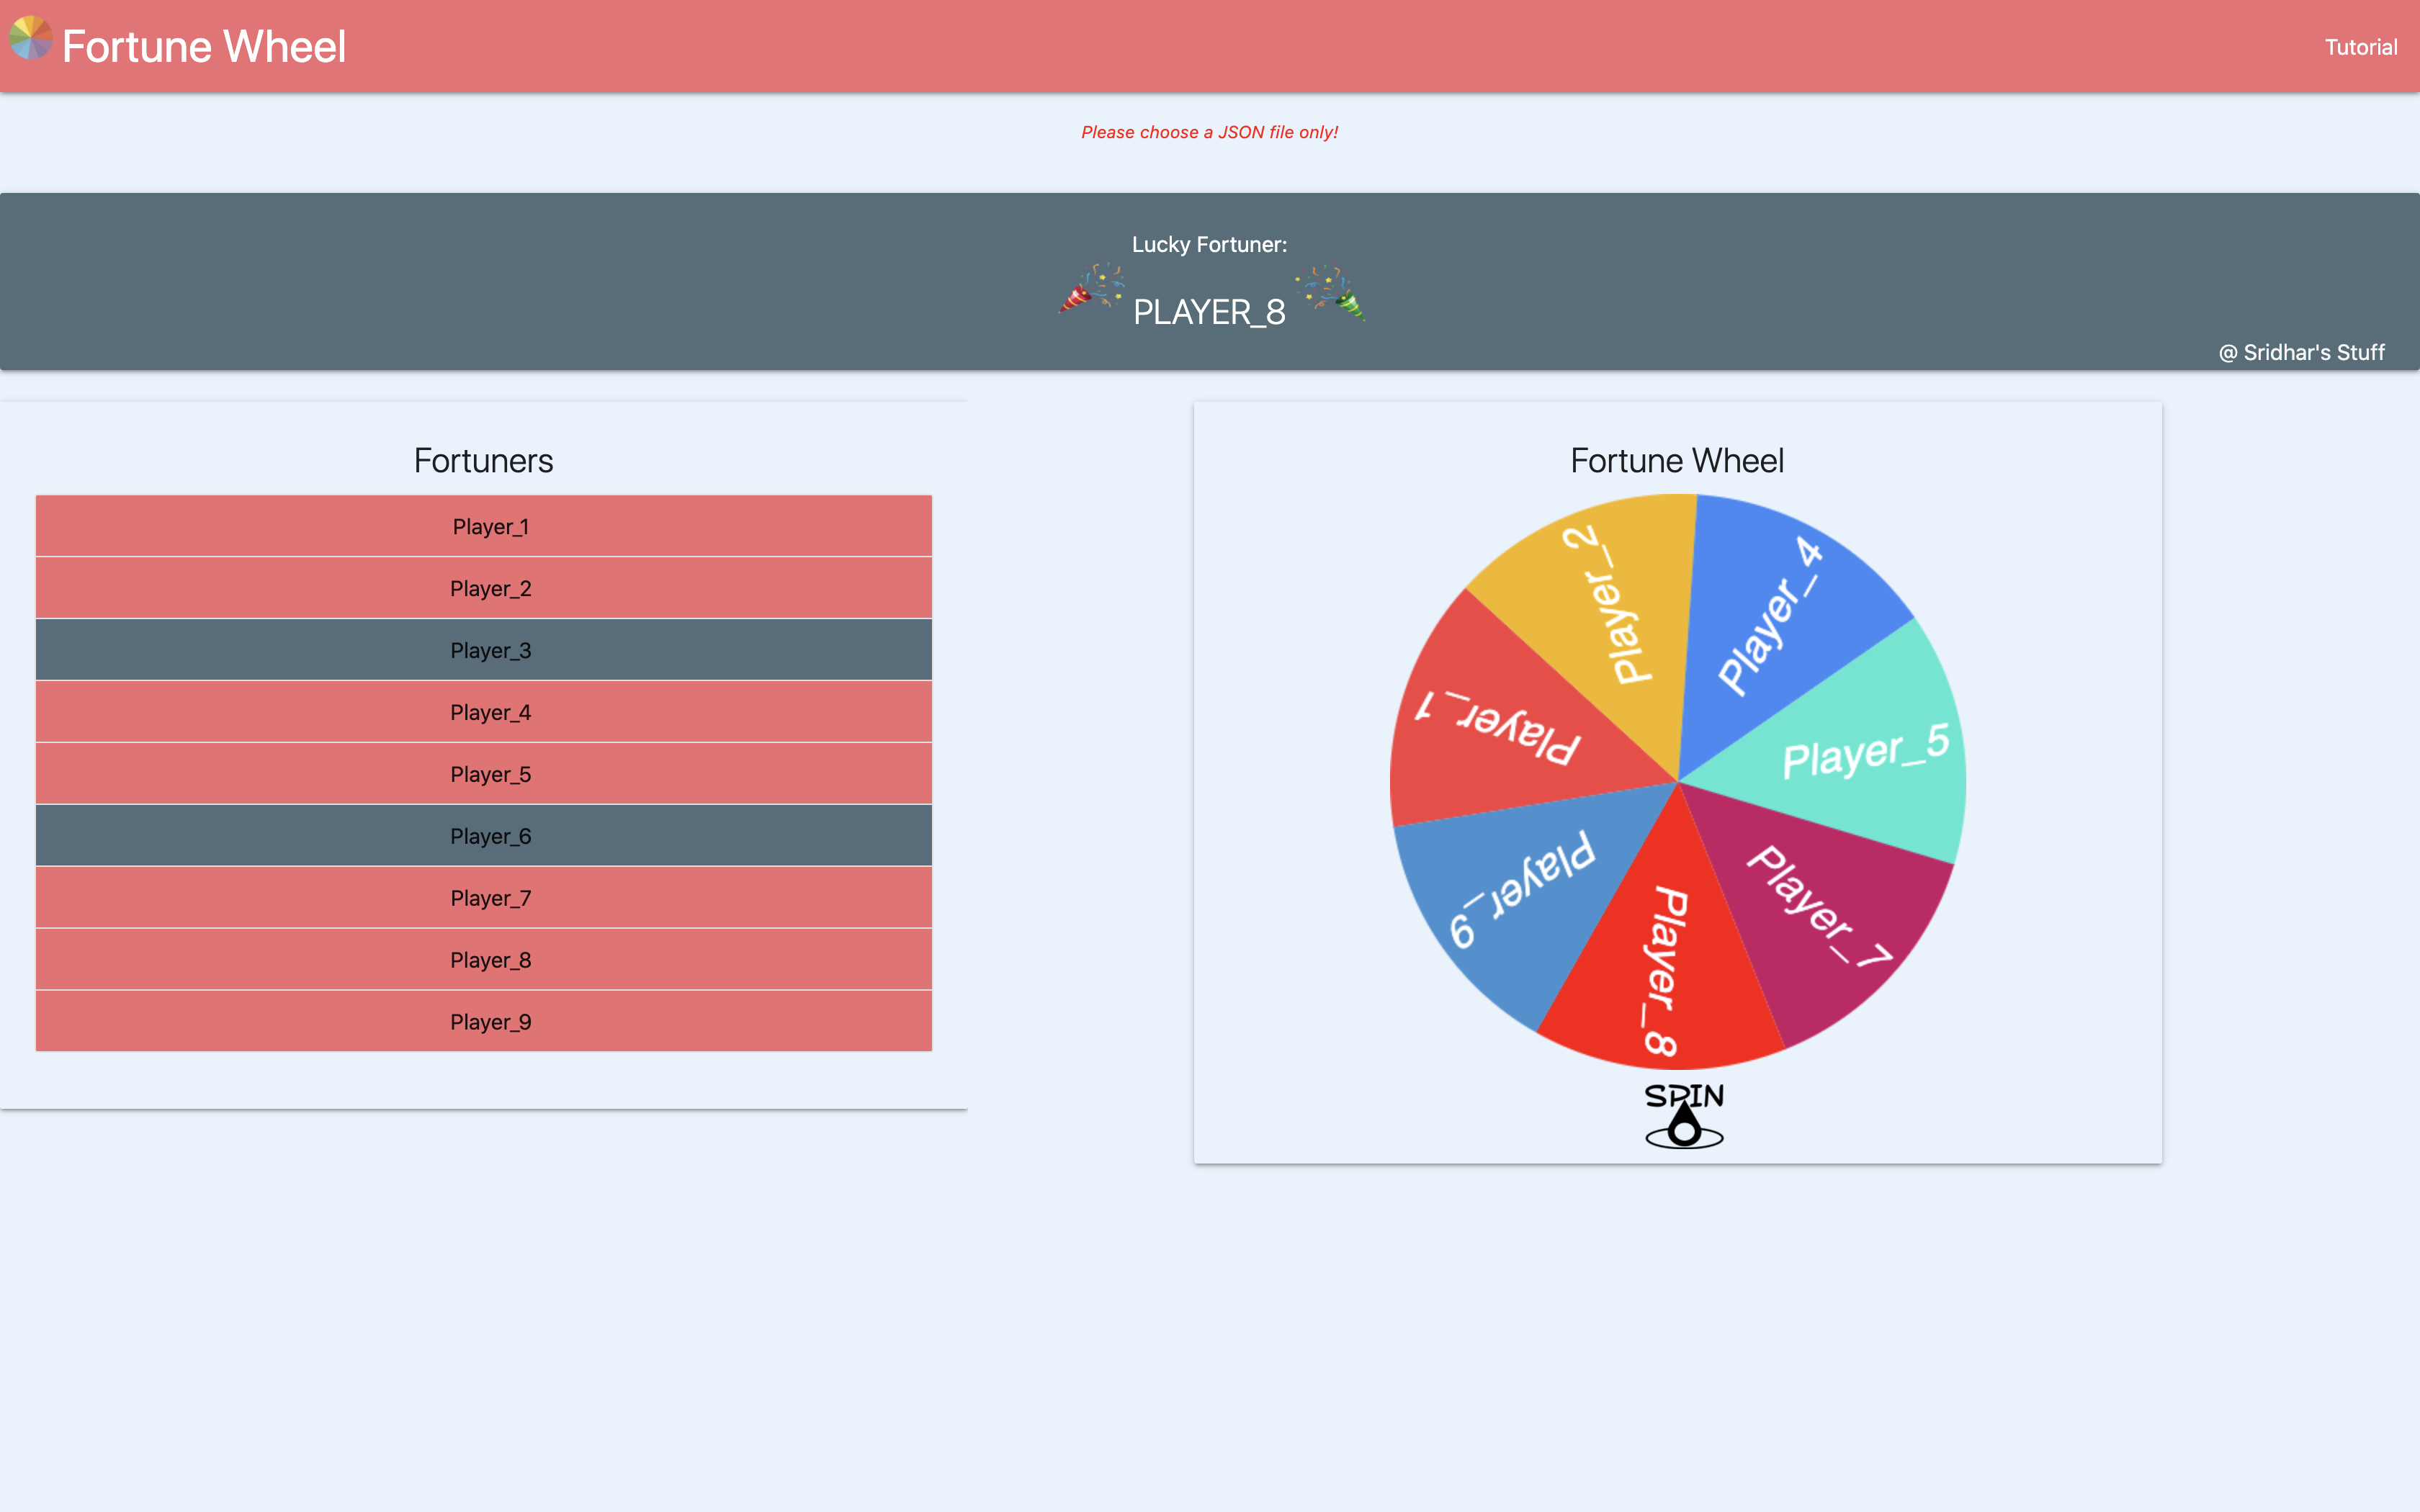 Fortune Wheel
Tutorial
Please choose a JSON file only!
Lucky Fortuner:
PLAYER_8
@ Sridhar's Stuff
Fortuners
Player_1
Player_2
Player_3
Player_4
Player_5
Player_6
Player_7
Player_8
Player_9
Fortune Wheel
Player_2
Player_4
Player_1
Player_5
Player_9
Player_7
Player_8
SPIN